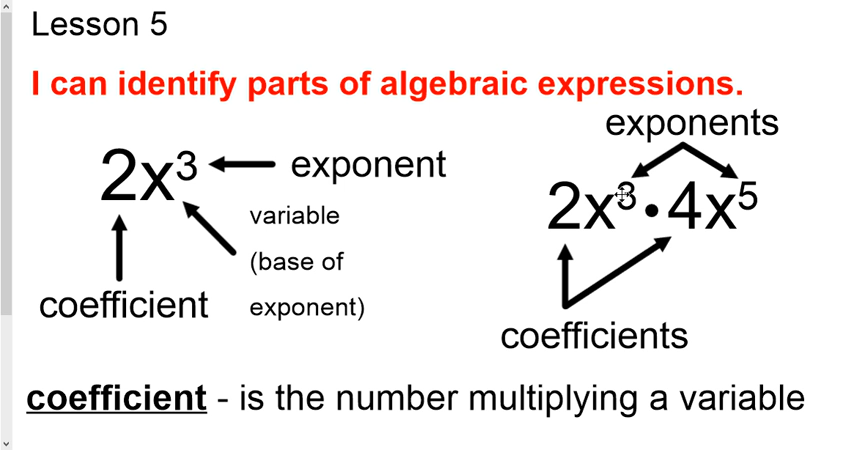 Lesson 5
I can identify parts of algebraic expressions.
2x³
exponent
variable
(base of
exponent)
coefficient
exponents
2x³•4x⁵
coefficients
coefficient - is the number multiplying a variable